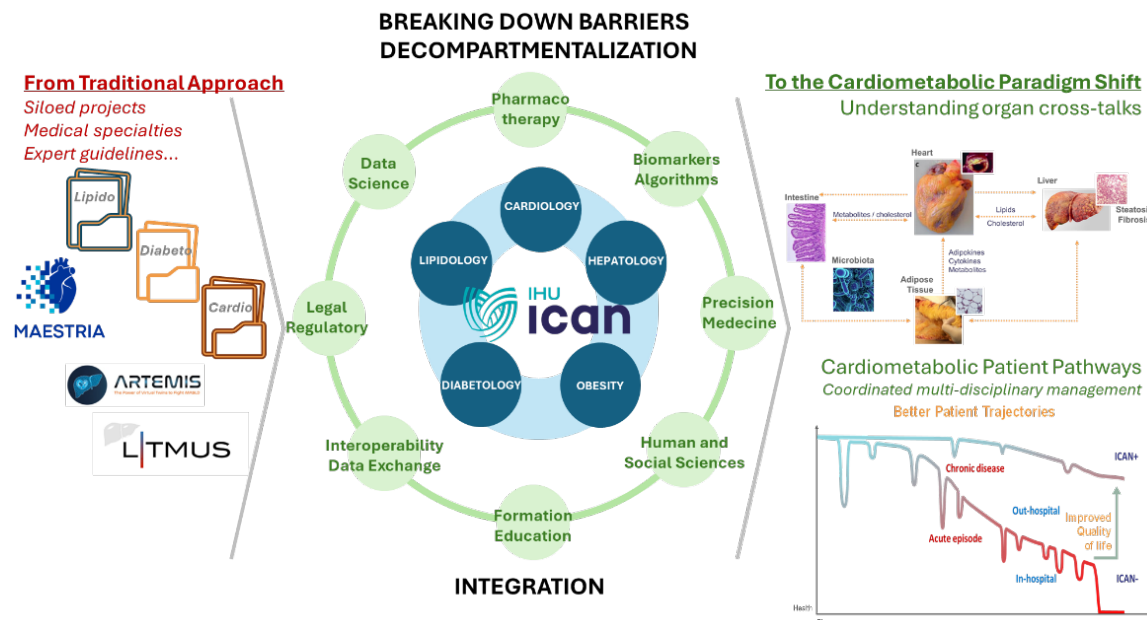 BREAKING DOWN BARRIERS
DECOMPARTMENTALIZATION
From Traditional Approach
Siloed projects
Medical specialties
Expert guidelines...
Lipido
Diabeto
Cardio
MAESTRIA
ARTEMIS
LITMUS
Pharmaco
therapy
Data
Science
Biomarkers
Algorithms
Legal
Regulatory
Precision
Medecine
Interoperability
Data Exchange
Human and
Social Sciences
Formation
Education
CARDIOLOGY
LIPIDOLOGY
HEPATOLOGY
DIABETOLOGY
OBESITY
IHU
ican
INTEGRATION
To the Cardiometabolic Paradigm Shift
Understanding organ cross-talks
Heart
c
Liver
Intestine
Metabolites / cholesterol
Lipids
Cholesterol
Steatosi
Fibrosi
Microbiota
Adipokines
Cytokines
Metabolites
Adipose
Tissue
Cardiometabolic Patient Pathways
Coordinated multi-disciplinary management
Better Patient Trajectories
Chronic disease
ICAN+
Out-hospital
Improved
Quality
of life
Acute episode
In-hospital
ICAN-
Health